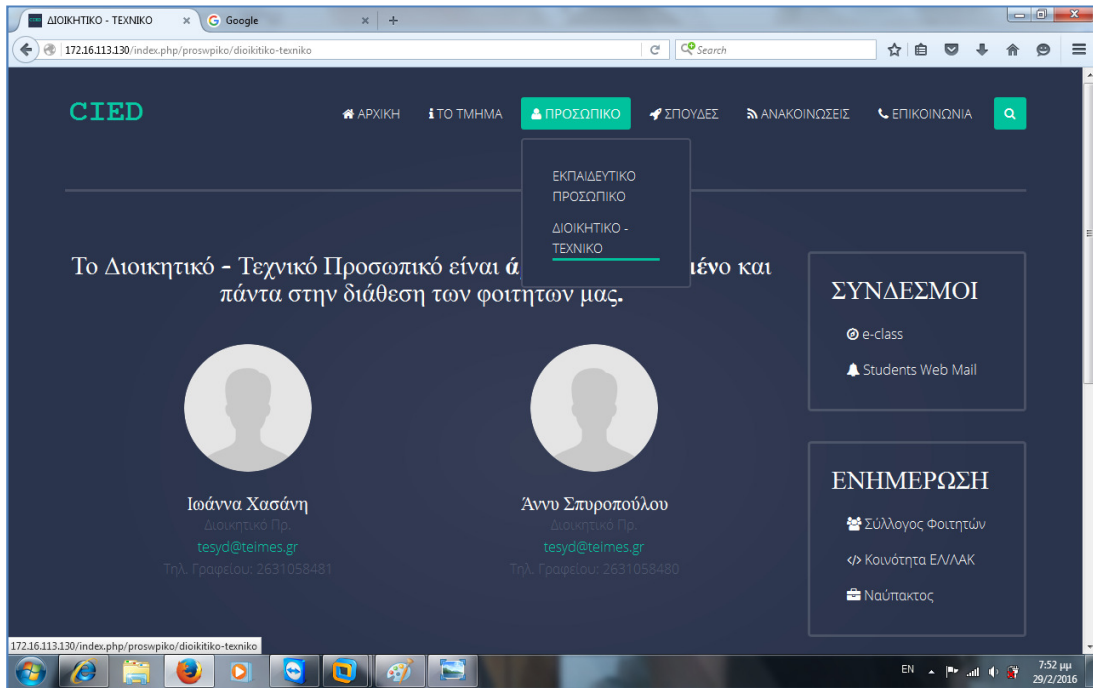 ΔΙΟΙΚΗΤΙΚΟ - ΤΕΧΝΙΚΟ
Google
172.16.113.130/index.php/proswpiko/dioikitiko-texniko
Search
CIED
ΑΡΧΙΚΗ
ΤΟ ΤΜΗΜΑ
ΠΡΟΣΩΠΙΚΟ
ΣΠΟΥΔΕΣ
ΑΝΑΚΟΙΝΩΣΕΙΣ
ΕΠΙΚΟΙΝΩΝΙΑ
ΕΚΠΑΙΔΕΥΤΙΚΟ
ΠΡΟΣΩΠΙΚΟ
ΔΙΟΙΚΗΤΙΚΟ -
ΤΕΧΝΙΚΟ
Το Διοικητικό - Τεχνικό Προσωπικό είναι ά μένο και
πάντα στην διάθεση των φοιτητων μας.
Ιωάννα Χασάνη
Διοικητικό Πρ.
tesyd@teimes.gr
Τηλ. Γραφείου: 2631058481
Άννυ Σπυροπούλου
Διοικητικό Πρ.
tesyd@teimes.gr
Τηλ. Γραφείου: 2631058480
ΣΥΝΔΕΣΜΟΙ
e-class
Students Web Mail
ΕΝΗΜΕΡΩΣΗ
Σύλλογος Φοιτητών
Κοινότητα ΕΛ/ΛΑΚ
Ναύπακτος
172.16.113.130/index.php/proswpiko/dioikitiko-texniko
EN
7:52 μμ
29/2/2016